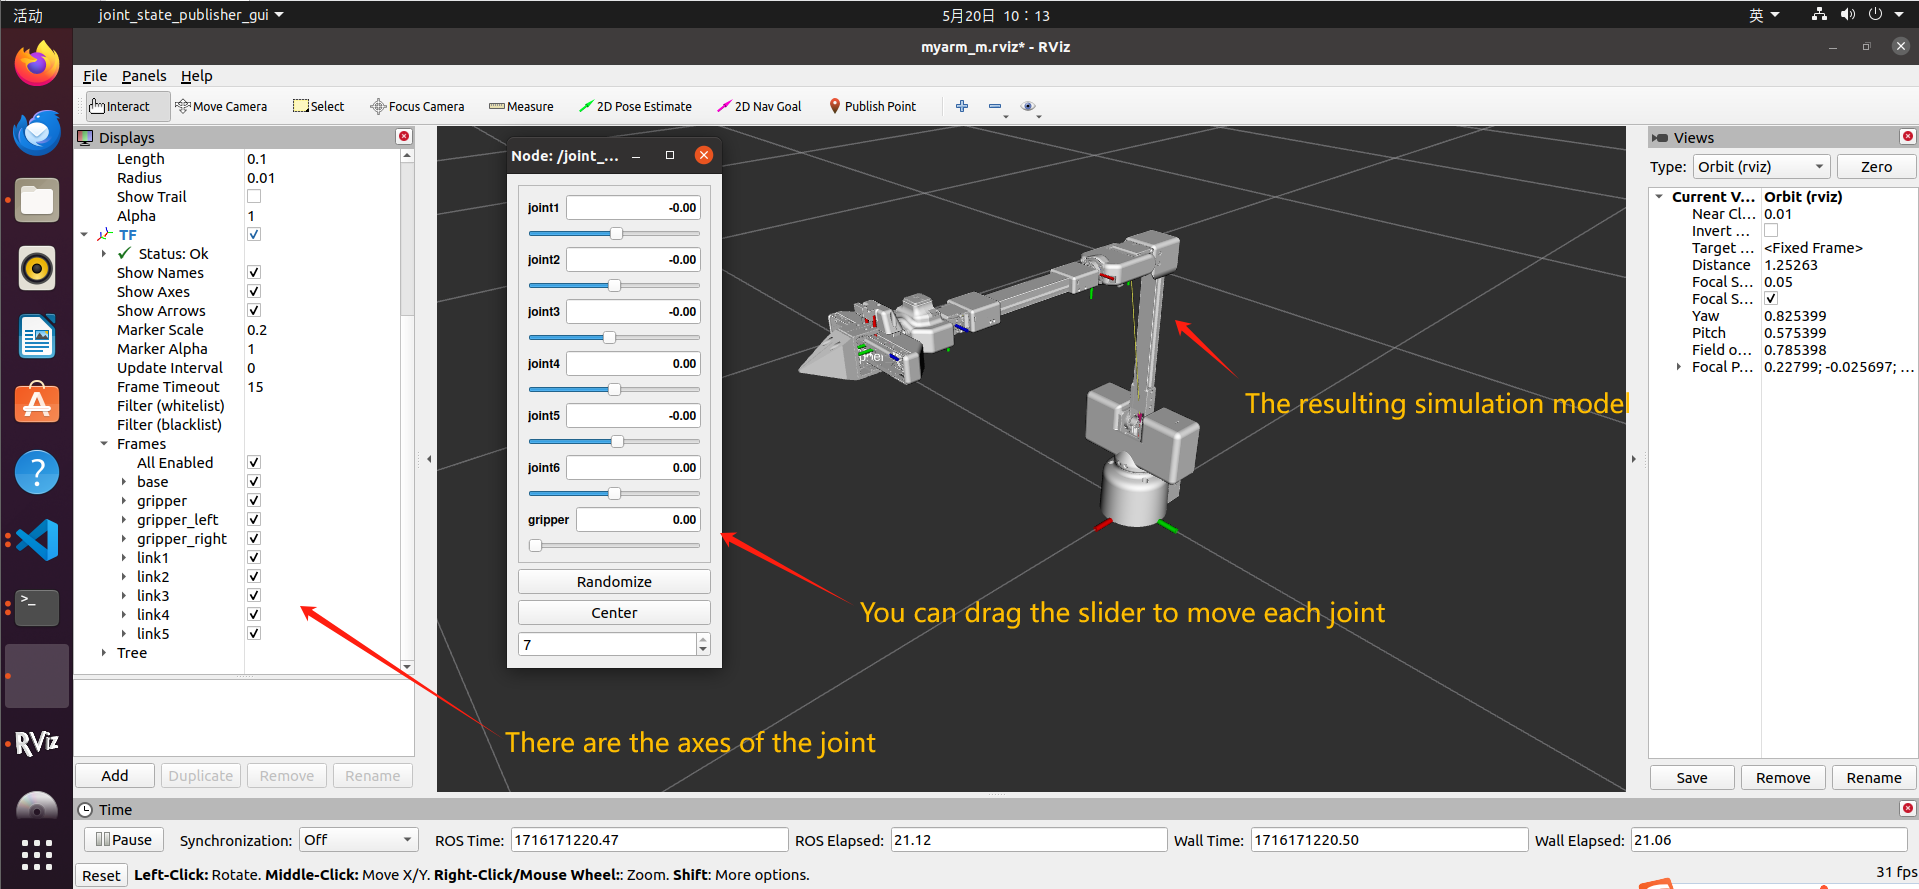 活动
joint_state_publisher_gui
5月20日 10：13
英
myarm_m.rviz* - RViz
File Panels Help
Interact Move Camera Select Focus Camera Measure 2D Pose Estimate 2D Nav Goal Publish Point
Displays
Length 0.1
Radius 0.01
Show Trail
Alpha 1
TF
Status: Ok
Show Names
Show Axes
Show Arrows
Marker Scale 0.2
Marker Alpha 1
Update Interval 0
Frame Timeout 15
Filter (whitelist)
Filter (blacklist)
Frames
All Enabled
base
gripper
gripper_left
gripper_right
link1
link2
link3
link4
link5
Tree
Add Duplicate Remove Rename
Node: /joint_...
joint1 -0.00
joint2 -0.00
joint3 -0.00
joint4 0.00
joint5 -0.00
joint6 0.00
gripper 0.00
Randomize
Center
7
The resulting simulation model
You can drag the slider to move each joint
There are the axes of the joint
Views
Type: Orbit (rviz) Zero
Current V... Orbit (rviz)
Near Cl... 0.01
Invert ...
Target ... <Fixed Frame>
Distance 1.25263
Focal S... 0.05
Focal S...
Yaw 0.825399
Pitch 0.575399
Field o... 0.785398
Focal P... 0.22799; -0.025697; ...
Save Remove Rename
Time
Pause Synchronization: Off ROS Time: 1716171220.47 ROS Elapsed: 21.12 Wall Time: 1716171220.50 Wall Elapsed: 21.06
Reset Left-Click: Rotate. Middle-Click: Move X/Y. Right-Click/Mouse Wheel:: Zoom. Shift: More options. 31 fps
RViz